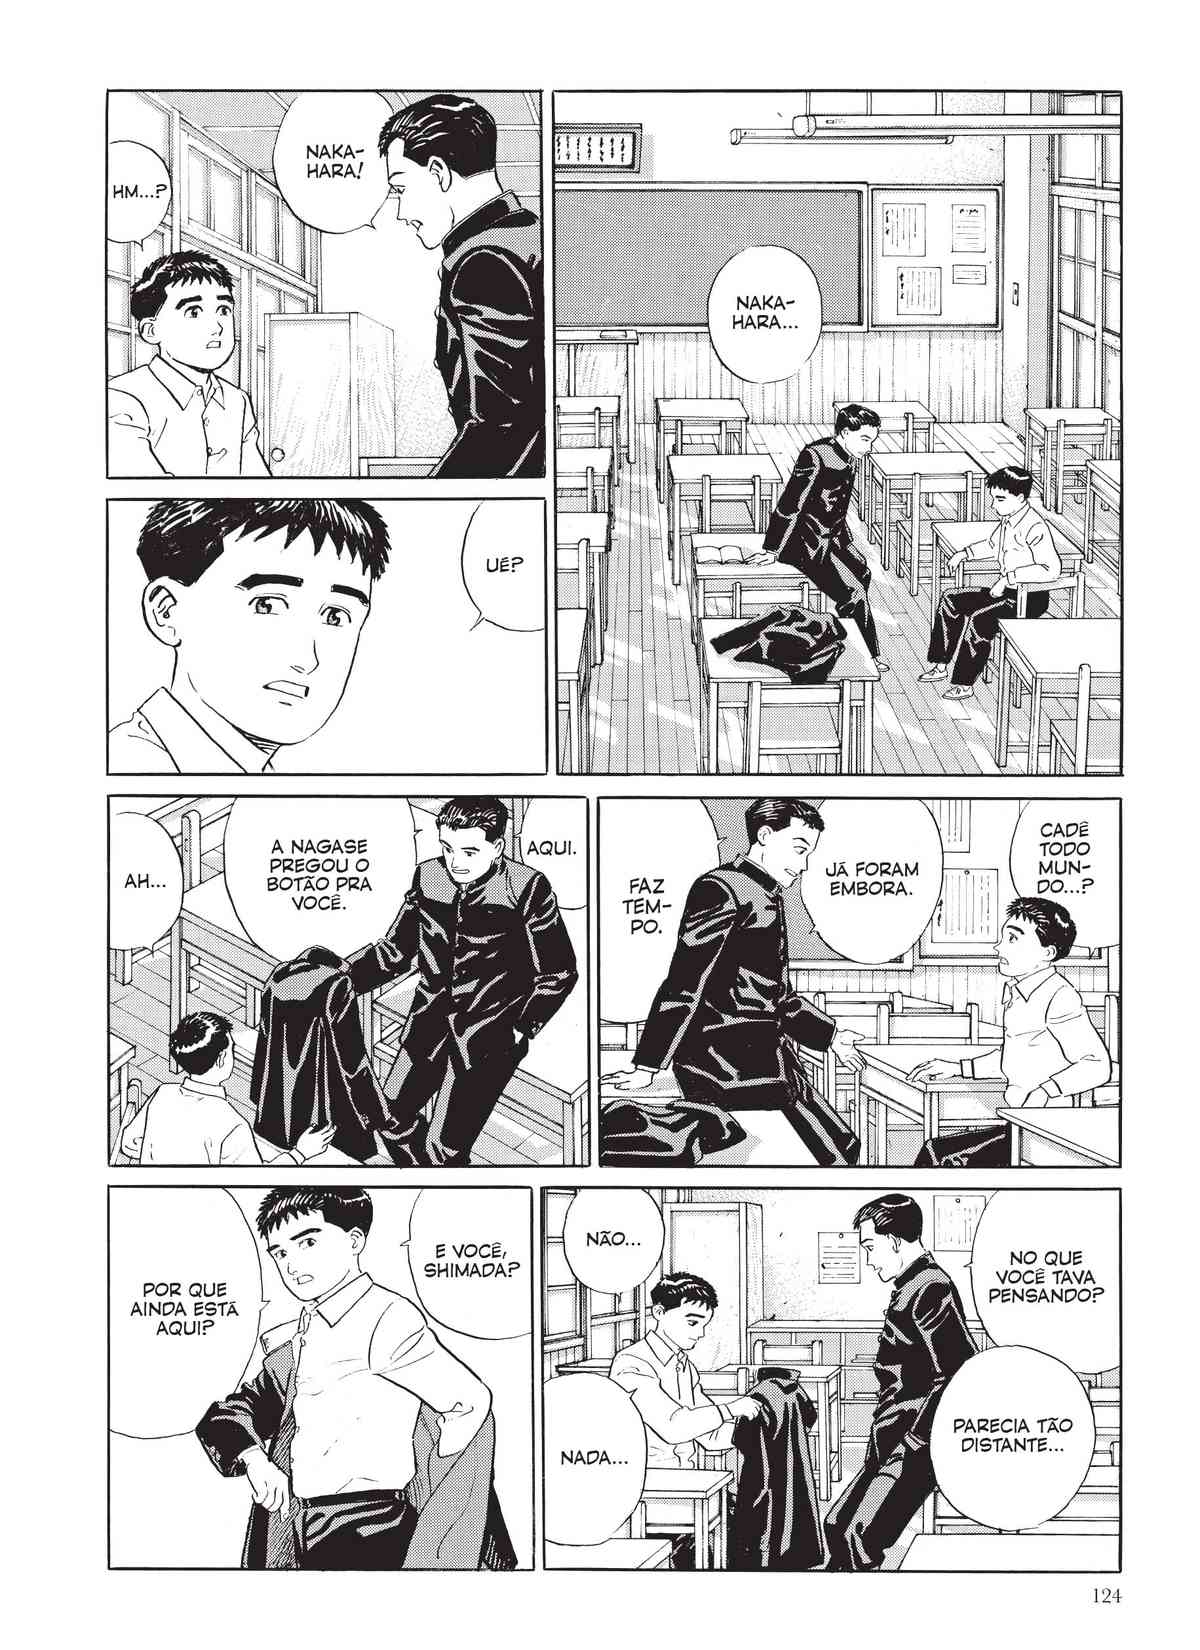 NAKA-
HARA...
NAKA-
HARA!
HM...?
UÉ?
CADÊ
TODO
MUN-
DO...?
JÁ FORAM
EMBORA.
FAZ
TEM-
PO.
AQUI.
A NAGASE
PREGOU O
BOTÃO PRA
VOCÊ.
AH...
NO QUE
VOCÊ TAVA
PENSANDO?
PARECIA TÃO
DISTANTE...
NÃO...
NADA...
E VOCÊ,
SHIMADA?
POR QUE
AINDA ESTÁ
AQUI?
124